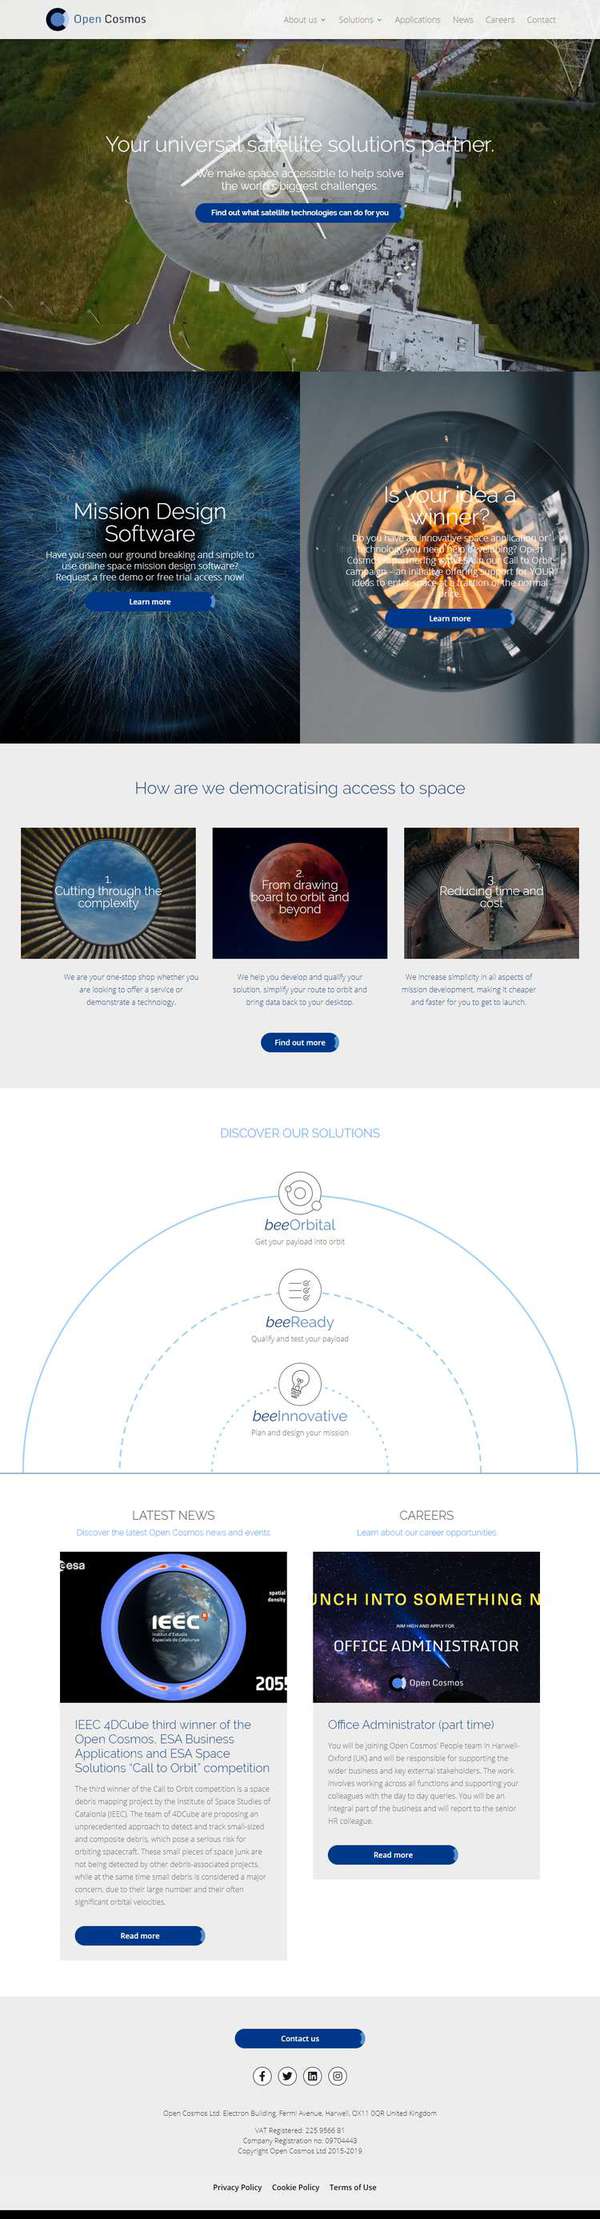 Open Cosmos
About us
Solutions
Applications
News
Careers
Contact
Your universal satellite solutions partner.
We make space accessible to help solve
the world's biggest challenges.
Find out what satellite technologies can do for you
Mission Design
Software
Have you seen our ground breaking and simple to
use online space mission design software?
Request a free demo or free trial access now!
Learn more
Is your idea a
winner?
Do you have an innovative space application or
technology you need help developing? Open
Cosmos is partnering with ESA in our Call to Orbit
campaign - an initiative offering support for YOUR
ideas to enter space at a fraction of the normal
price.
Learn more
How are we democratising access to space
1.
Cutting through the
complexity
2.
From drawing
board to orbit and
beyond
3.
Reducing time and
cost
We are your one-stop shop whether you
are looking to offer a service or
demonstrate a technology.
We help you develop and qualify your
solution, simplify your route to orbit and
bring data back to your desktop.
We increase simplicity in all aspects of
mission development, making it cheaper
and faster for you to get to launch.
Find out more
DISCOVER OUR SOLUTIONS
beeOrbital
Get your payload into orbit
beeReady
Qualify and test your payload
beeInnovative
Plan and design your mission
LATEST NEWS
Discover the latest Open Cosmos news and events
esa
spatial
density
IEEC
Institut d'Estudis
Espacials de Catalunya
2055
IEEC 4DCube third winner of the
Open Cosmos, ESA Business
Applications and ESA Space
Solutions "Call to Orbit" competition
The third winner of the Call to Orbit competition is a space
debris mapping project by the Institute of Space Studies of
Catalonia (IEEC). The team of 4DCube are proposing an
unprecedented approach to detect and track small-sized
and composite debris, which pose a serious risk for
orbiting spacecraft. These small pieces of space junk are
not being detected by other debris-associated projects,
while at the same time small debris is considered a major
concern, due to their large number and their often
significant orbital velocities.
Read more
CAREERS
Learn about our career opportunities.
UNCH INTO SOMETHING N
AIM HIGH AND APPLY FOR
OFFICE ADMINISTRATOR
Open Cosmos
Office Administrator (part time)
You will be joining Open Cosmos' People team in Harwell-
Oxford (UK) and will be responsible for supporting the
wider business and key external stakeholders. The work
involves working across all functions and supporting your
colleagues with the day to day queries. You will be an
integral part of the business and will report to the senior
HR colleague.
Read more
Contact us
Open Cosmos Ltd. Electron Building, Fermi Avenue, Harwell, OX11 0QR United Kingdom
VAT Registered: 225 9566 81
Company Registration no: 09704443
Copyright Open Cosmos Ltd 2015-2019
Privacy Policy
Cookie Policy
Terms of Use